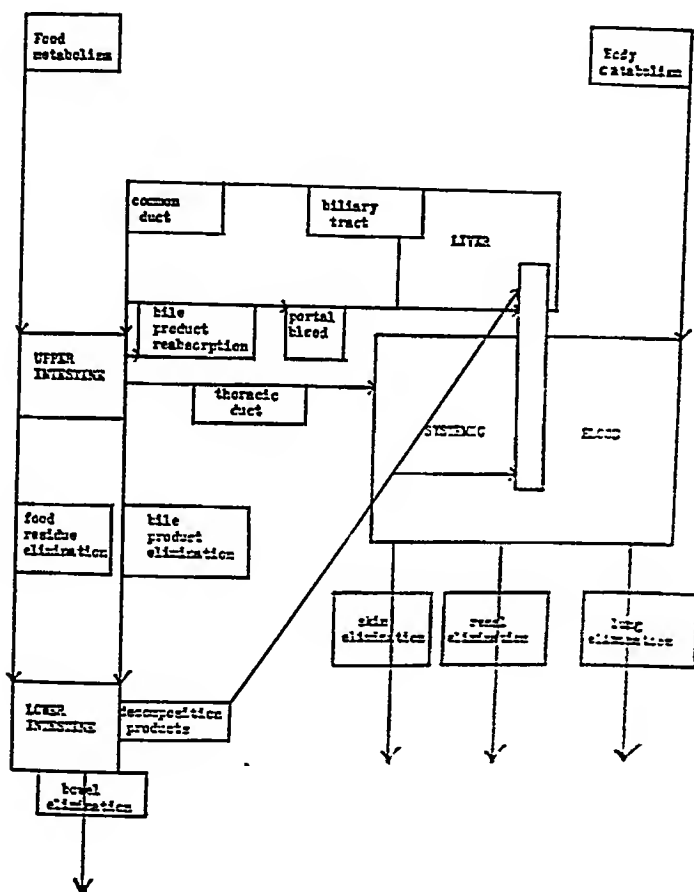 Food
metabolism
Body
catabolism
common
duct
biliary
tract
LIVER
bile
product
reabsorption
portal
blood
UPPER
INTESTINE
thoracic
duct
SYSTEMIC BLOOD
food
residue
elimination
bile
product
elimination
skin
elimination
renal
elimination
lung
elimination
LOWER
INTESTINE
decomposition
products
bowel
elimination